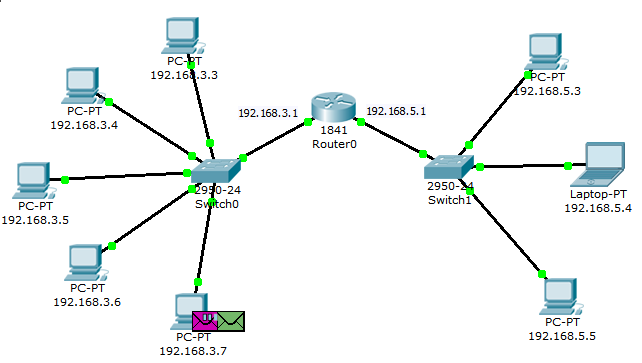 PC-PT
192.168.3.3
PC-PT
192.168.3.4
PC-PT
192.168.3.5
PC-PT
192.168.3.6
PC-PT
192.168.3.7
2950-24
Switch0
192.168.3.1
1841
Router0
192.168.5.1
2950-24
Switch1
PC-PT
192.168.5.3
Laptop-PT
192.168.5.4
PC-PT
192.168.5.5